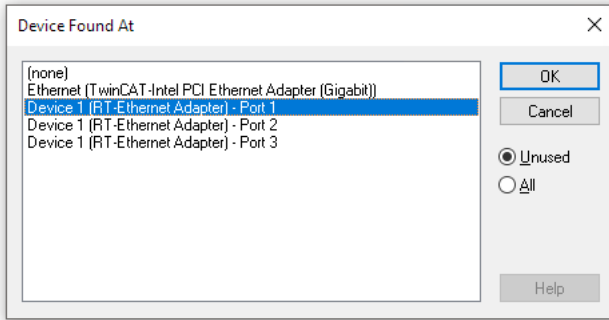 Device Found At
(none)
Ethernet (TwinCAT-Intel PCI Ethernet Adapter (Gigabit))
Device 1 (RT-Ethernet Adapter) - Port 1
Device 1 (RT-Ethernet Adapter) - Port 2
Device 1 (RT-Ethernet Adapter) - Port 3
OK
Cancel
Unused
All
Help